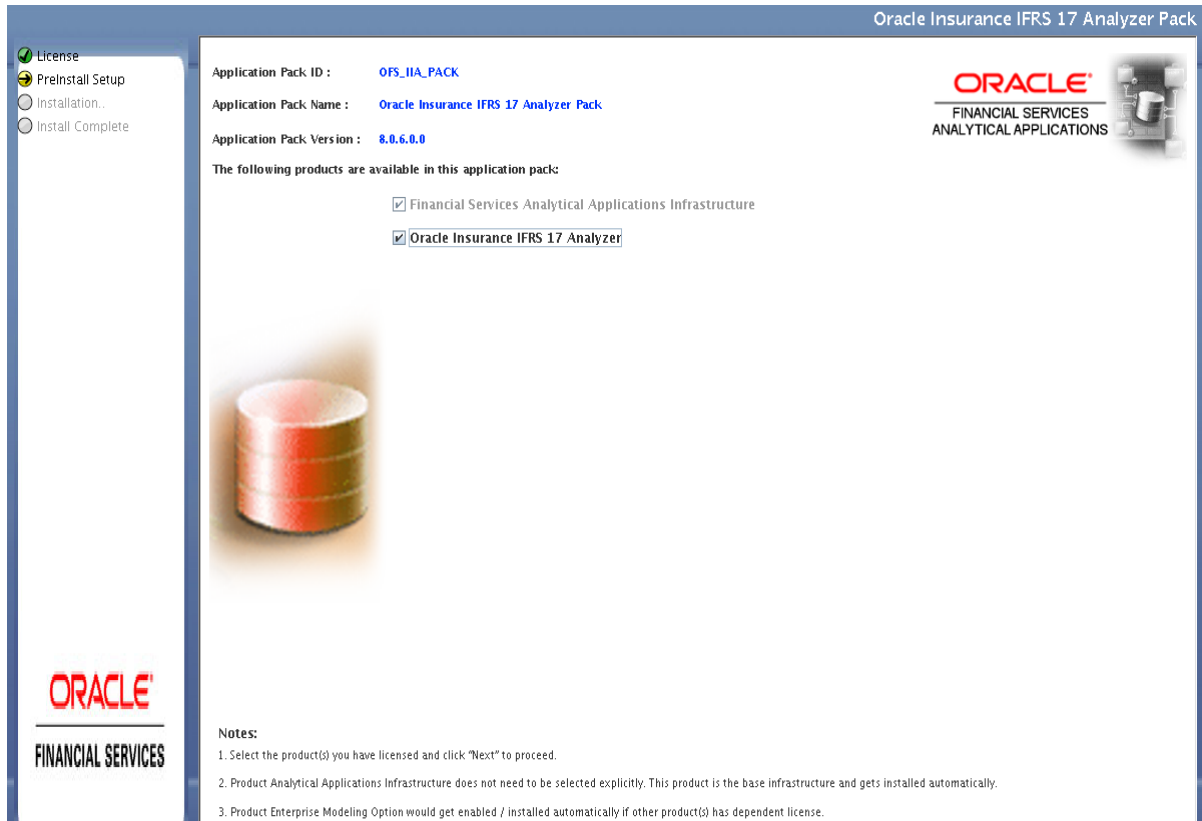 Oracle Insurance IFRS 17 Analyzer Pack
License
PreInstall Setup
Installation..
Install Complete
Application Pack ID : OFS_IIA_PACK
Application Pack Name : Oracle Insurance IFRS 17 Analyzer Pack
Application Pack Version : 8.0.6.0.0
ORACLE®
FINANCIAL SERVICES
ANALYTICAL APPLICATIONS
The following products are available in this application pack:
Financial Services Analytical Applications Infrastructure
Oracle Insurance IFRS 17 Analyzer
ORACLE®
FINANCIAL SERVICES
Notes:
1. Select the product(s) you have licensed and click "Next" to proceed.
2. Product Analytical Applications Infrastructure does not need to be selected explicitly. This product is the base infrastructure and gets installed automatically.
3. Product Enterprise Modeling Option would get enabled / installed automatically if other product(s) has dependent license.